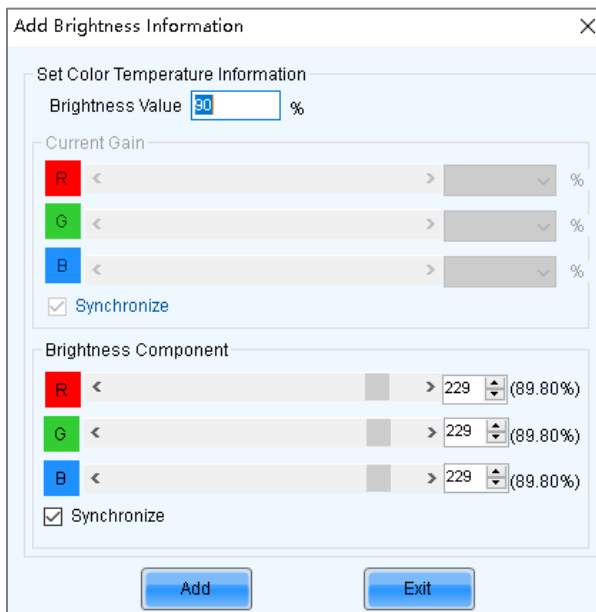 Add Brightness Information
Set Color Temperature Information
Brightness Value 90 %
Current Gain
R %
G %
B %
Synchronize
Brightness Component
R 229 (89.80%)
G 229 (89.80%)
B 229 (89.80%)
Synchronize
Add Exit